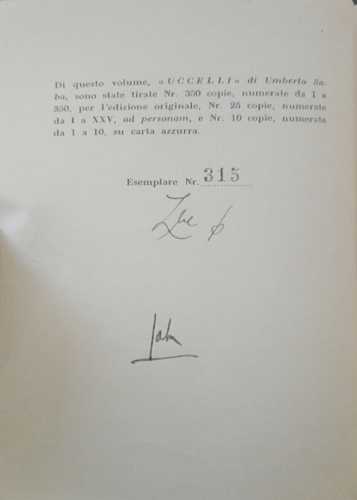 Di questo volume, «UCCELLI» di Umberto Sa-
ba, sono state tirate Nr. 350 copie, numerate da 1 a
350, per l'edizione originale, Nr. 25 copie, numerate
da I a XXV, ad personam, e Nr. 10 copie, numerate
da 1 a 10, su carta azzurra.
Esemplare Nr. 315